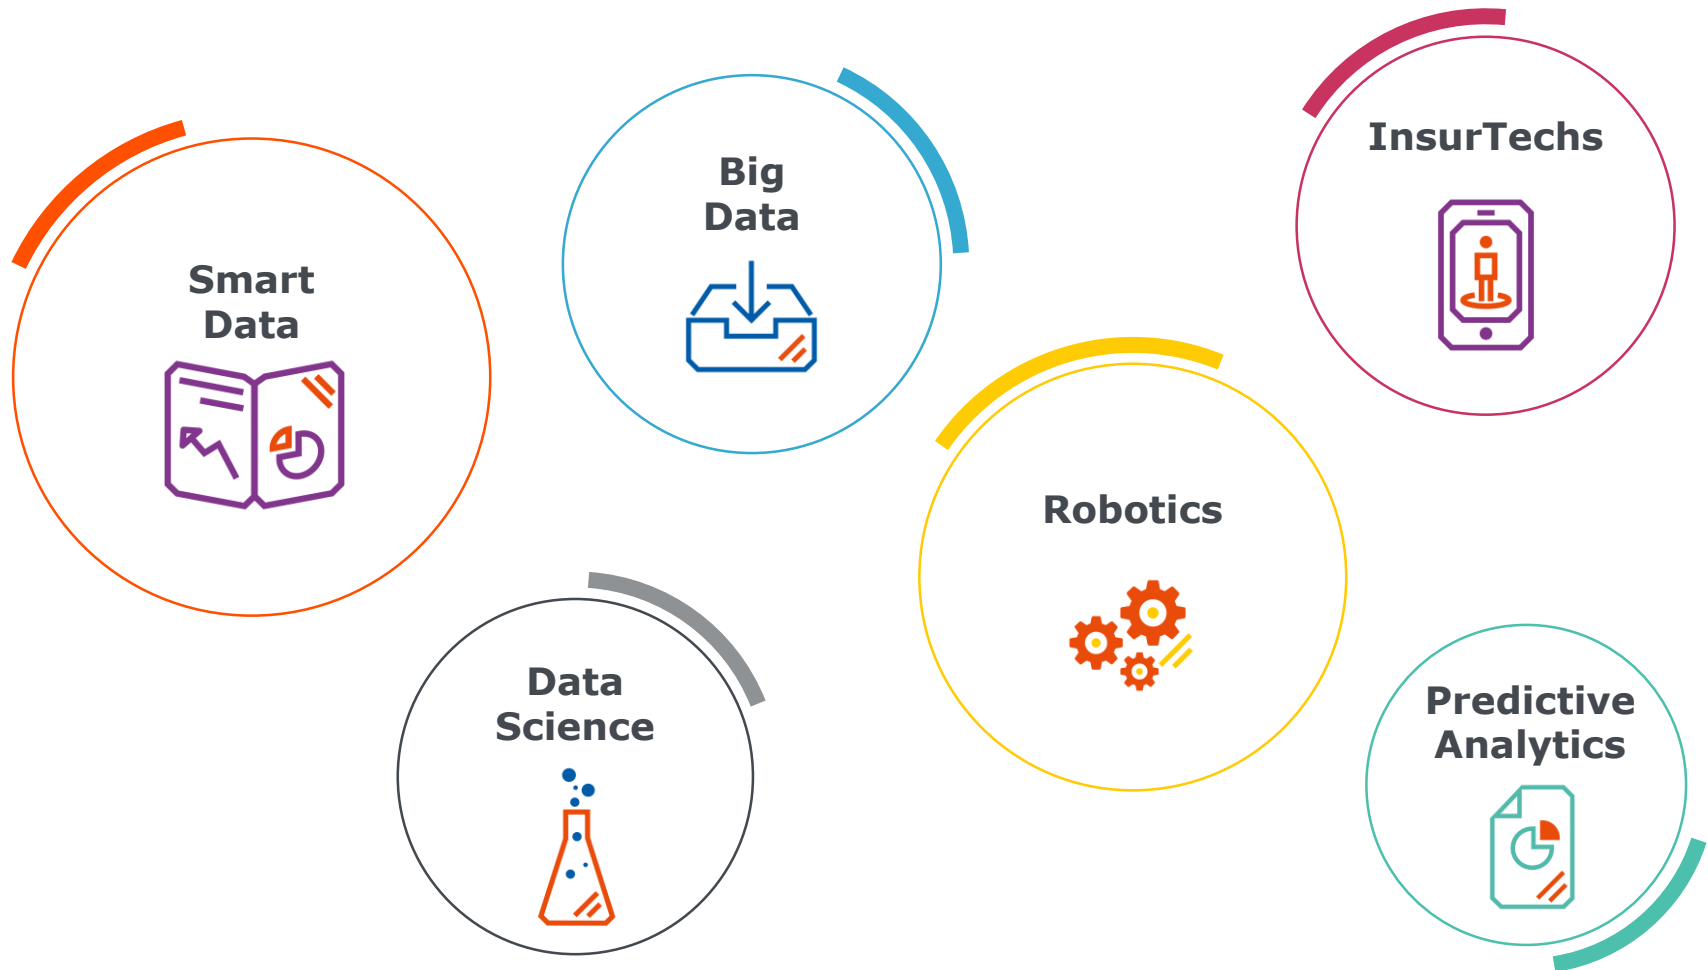 Smart
Data
Big
Data
InsurTechs
Robotics
Data
Science
Predictive
Analytics